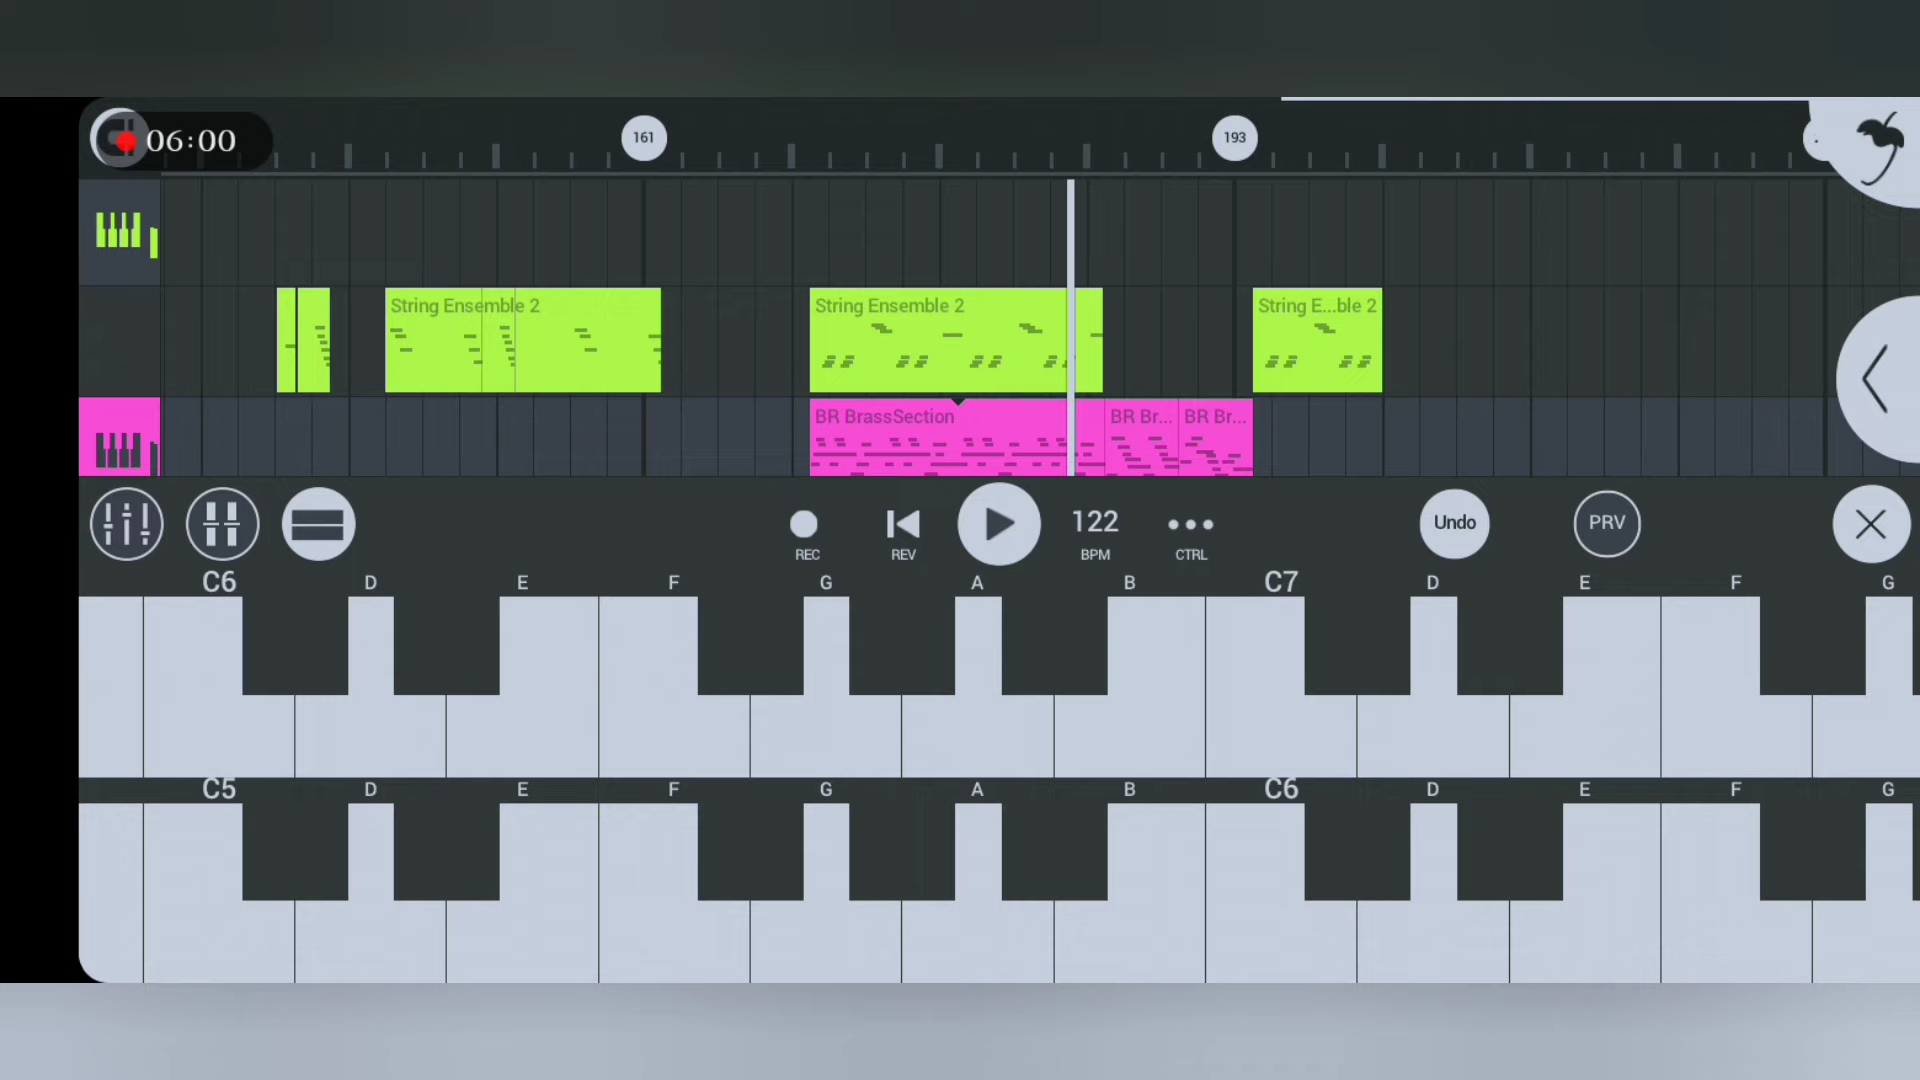 06:00
161
193
String Ensemble 2
String Ensemble 2
String E...ble 2
BR BrassSection
BR Br...
BR Br...
122
Undo
PRV
REC
REV
BPM
CTRL
C6 D E F G A B C7 D E F G
C5 D E F G A B C6 D E F G